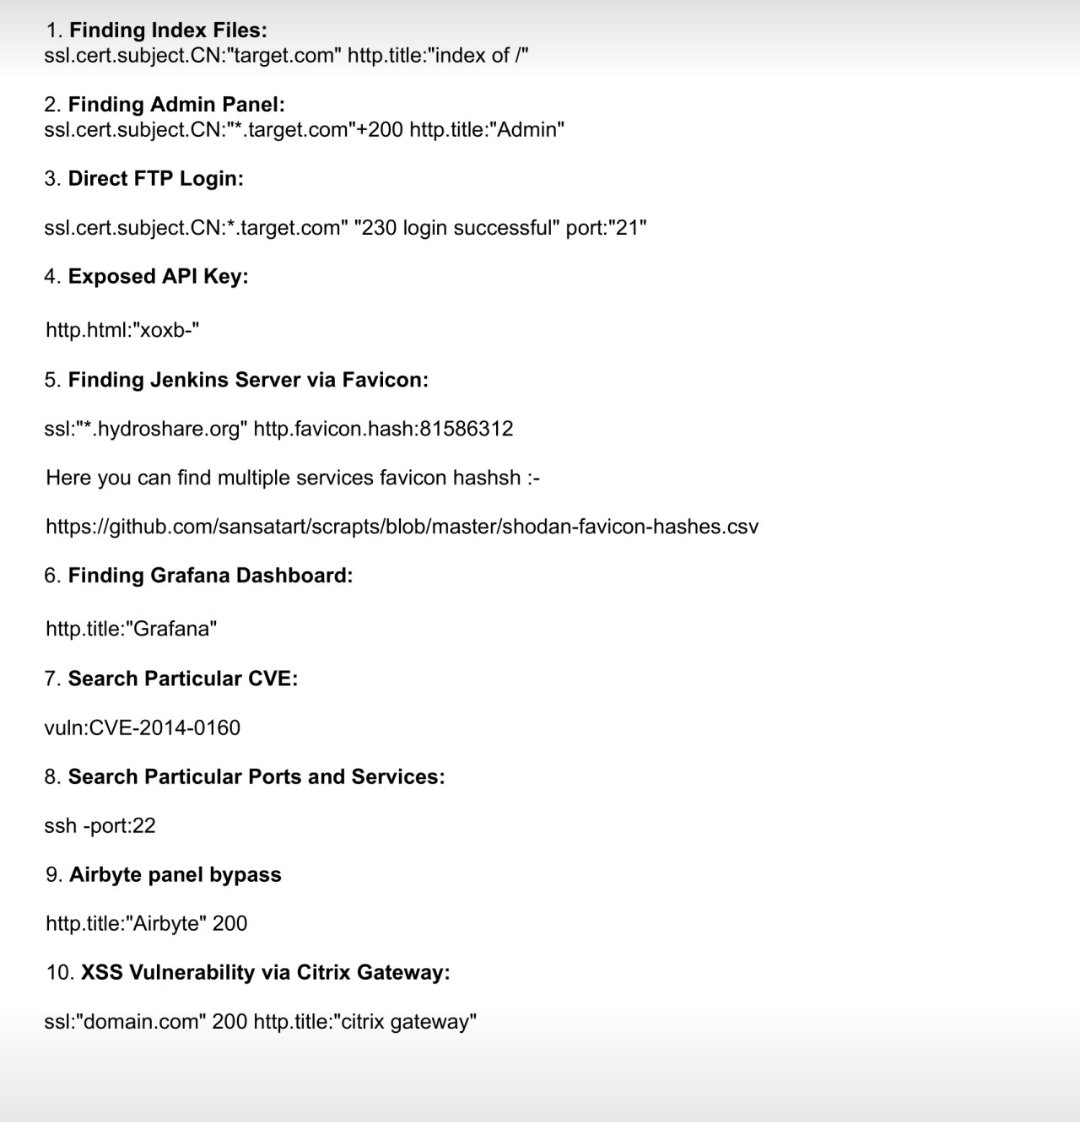 1. Finding Index Files:
ssl.cert.subject.CN:"target.com" http.title:"index of /"
2. Finding Admin Panel:
ssl.cert.subject.CN:"*.target.com"+200 http.title:"Admin"
3. Direct FTP Login:
ssl.cert.subject.CN:*.target.com" "230 login successful" port:"21"
4. Exposed API Key:
http.html:"xoxb-"
5. Finding Jenkins Server via Favicon:
ssl:"*.hydroshare.org" http.favicon.hash:81586312
Here you can find multiple services favicon hashsh :-
https://github.com/sansatart/scrapts/blob/master/shodan-favicon-hashes.csv
6. Finding Grafana Dashboard:
http.title:"Grafana"
7. Search Particular CVE:
vuln:CVE-2014-0160
8. Search Particular Ports and Services:
ssh -port:22
9. Airbyte panel bypass
http.title:"Airbyte" 200
10. XSS Vulnerability via Citrix Gateway:
ssl:"domain.com" 200 http.title:"citrix gateway"